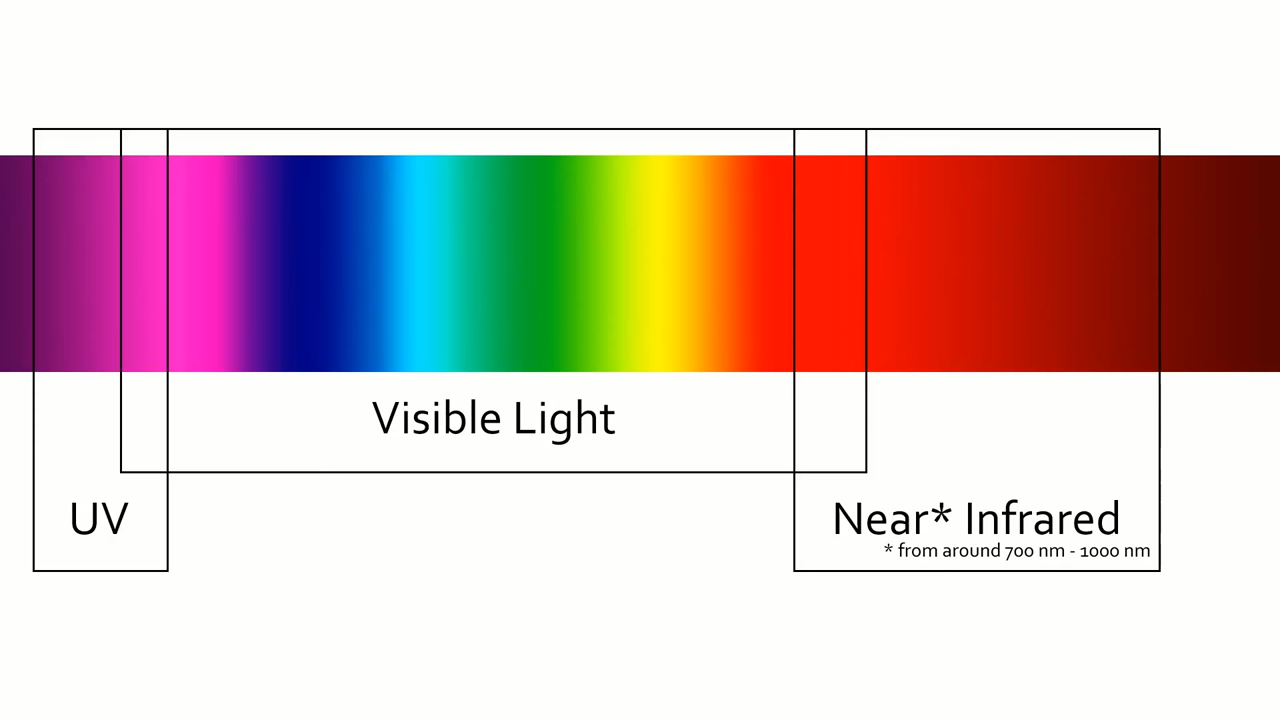 Visible Light
UV
Near* Infrared
* from around 700 nm - 1000 nm